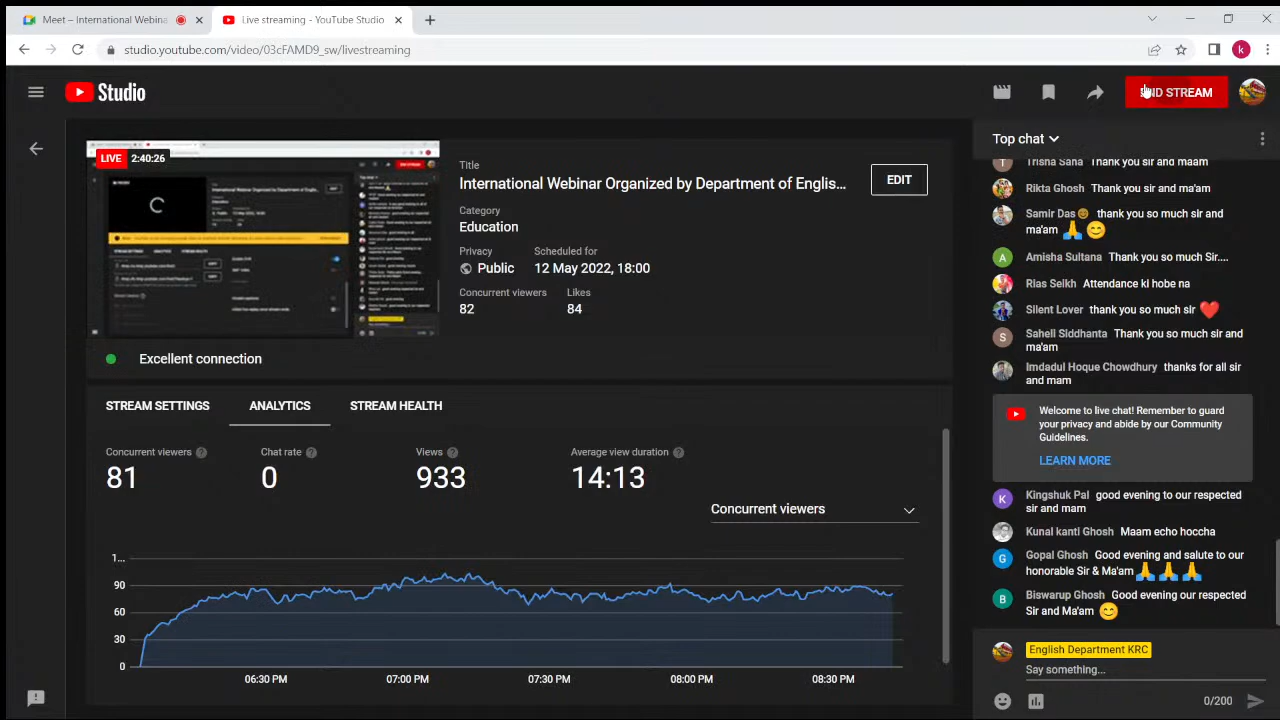 Meet – International Webina
Live streaming - YouTube Studio
studio.youtube.com/video/03cFAMD9_sw/livestreaming
k
Studio
END STREAM
LIVE 2:40:26
Title
International Webinar Organized by Department of Englis...
EDIT
Category
Education
Privacy
Scheduled for
Public
12 May 2022, 18:00
Concurrent viewers
Likes
82
84
Excellent connection
STREAM SETTINGS
ANALYTICS
STREAM HEALTH
Concurrent viewers
Chat rate
Views
Average view duration
81
0
933
14:13
Concurrent viewers
1...
90
60
30
0
06:30 PM
07:00 PM
07:30 PM
08:00 PM
08:30 PM
Top chat
Trisha Saha Thank you sir and maam
Rikta Ghosh Thank you sir and ma'am
Samir Das Thank you so much sir and
ma'am 🙏😊
Thank you so much Sir....
Rias Seikh Attendance ki hobe na
Silent Lover thank you so much sir ❤️
Saheli Siddhanta Thank you so much sir and
ma'am
Imdadul Hoque Chowdhury thanks for all sir
and mam
Welcome to live chat! Remember to guard
your privacy and abide by our Community
Guidelines.
LEARN MORE
Kingshuk Pal good evening to our respected
sir and mam
Kunal kanti Ghosh Maam echo hoccha
Gopal Ghosh Good evening and salute to our
honorable Sir & Ma'am 🙏🙏🙏
Biswarup Ghosh Good evening our respected
Sir and Ma'am 😊
English Department KRC
Say something...
0/200